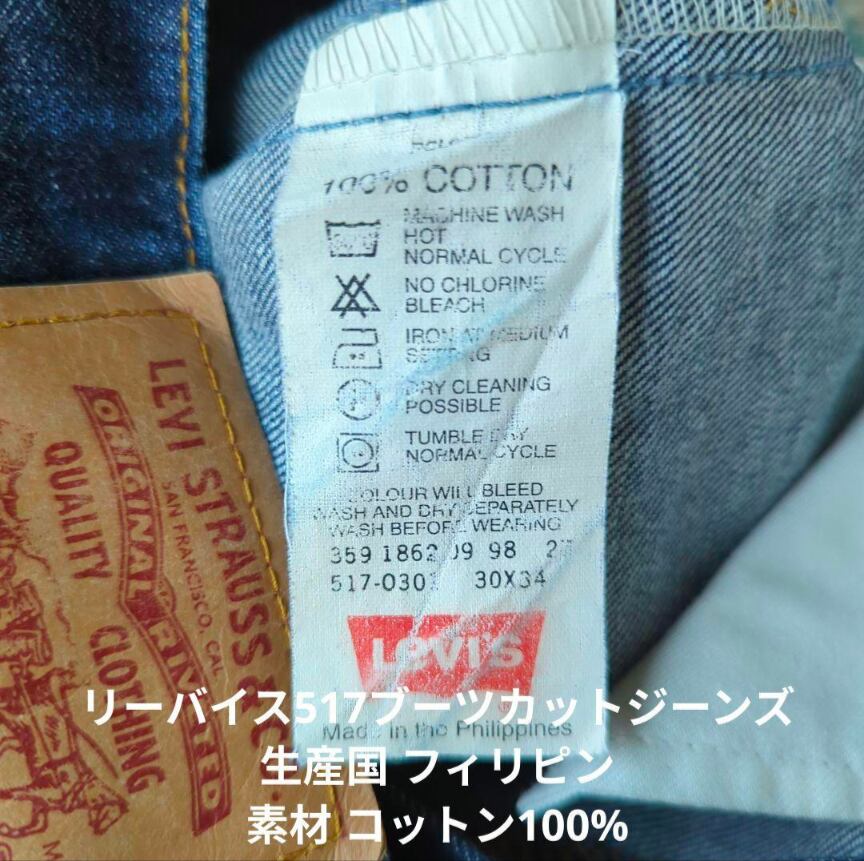 100% COTTON
MACHINE WASH
HOT
NORMAL CYCLE
NO CHLORINE
BLEACH
IRON AT MEDIUM
SETTING
DRY CLEANING
POSSIBLE
TUMBLE DRY
NORMAL CYCLE
COLOUR WILL BLEED
WASH AND DRY SEPARATELY
WASH BEFORE WEARING
359 1862 09 98
517-030 30X34
LEVI'S
Made in the Philippines
LEVI STRAUSS & C
SAN FRANCISCO, CAL
ORIGINAL RIVETED
QUALITY CLOTHING
リーバイス517ブーツカットジーンズ
生産国 フィリピン
素材 コットン100%